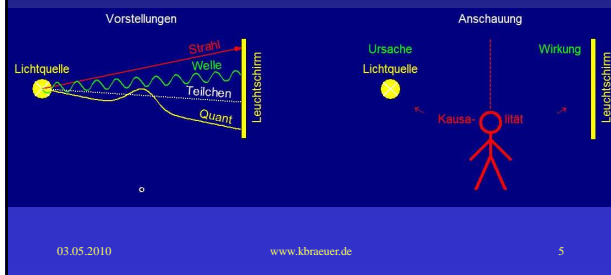 Vorstellungen
Strahl
Welle
Lichtquelle
Teilchen
Quant
Leuchtschirm
Anschauung
Ursache
Wirkung
Lichtquelle
Kausa- lität
Leuchtschirm
03.05.2010 www.kbraeuer.de 5